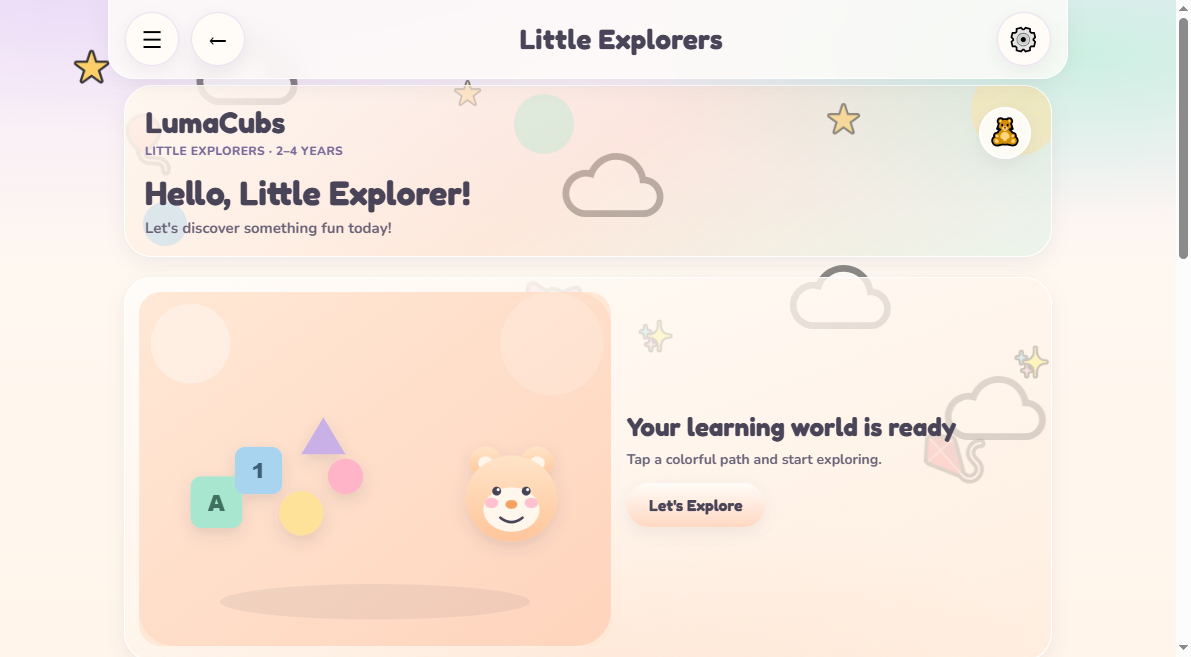 Little Explorers
LumaCubs
LITTLE EXPLORERS · 2–4 YEARS
Hello, Little Explorer!
Let's discover something fun today!
A
1
Your learning world is ready
Tap a colorful path and start exploring.
Let's Explore